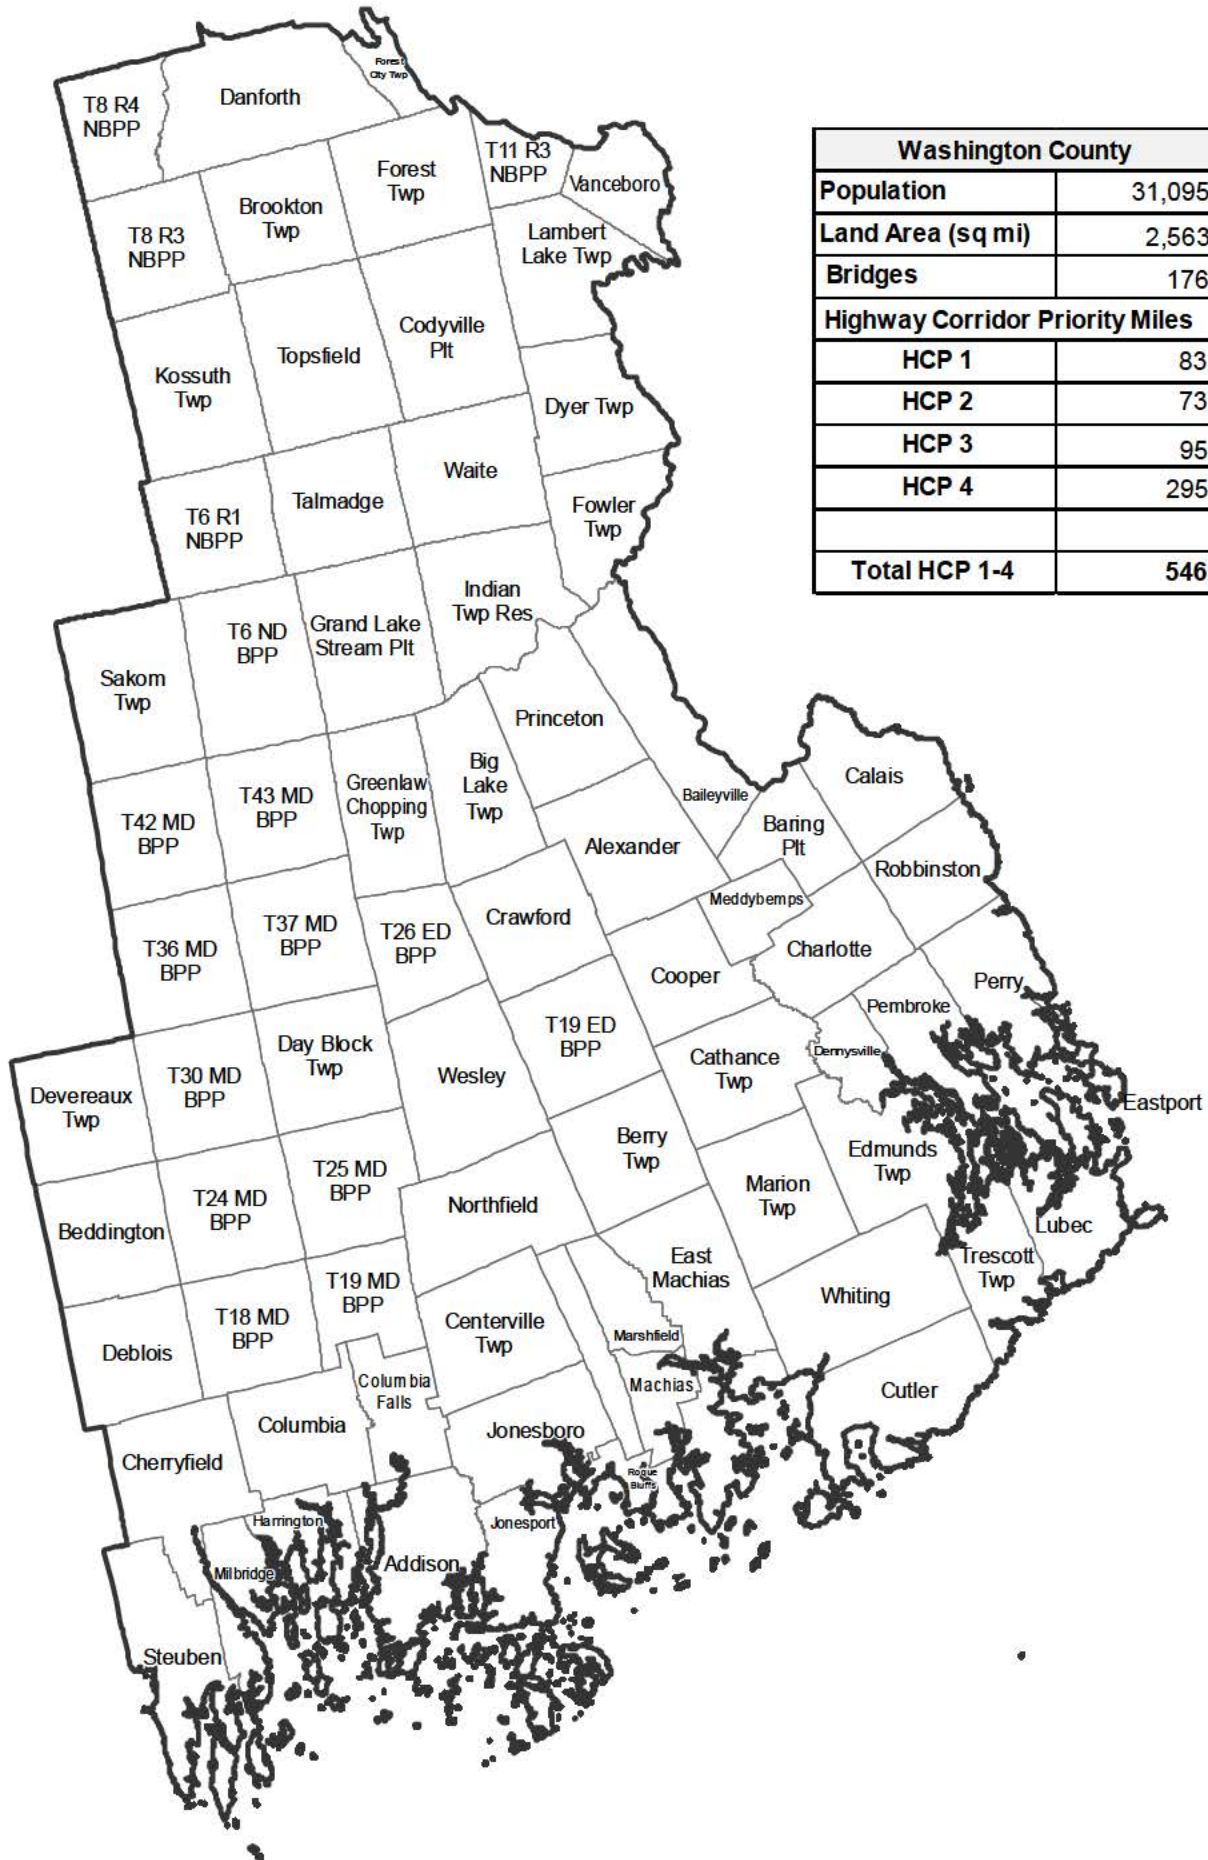 Forest
City Twp
Danforth
T8 R4
NBPP
T11 R3
NBPP
Vanceboro
Forest
Twp
Brookton
Twp
T8 R3
NBPP
Lambert
Lake Twp
Codyville
Plt
Topsfield
Kossuth
Twp
Dyer Twp
Waite
Talmadge
T6 R1
NBPP
Fowler
Twp
Indian
Twp Res
Grand Lake
Stream Plt
T6 ND
BPP
Sakom
Twp
Princeton
Big
Lake
Twp
Greenlaw
Chopping
Twp
T43 MD
BPP
T42 MD
BPP
Baileyville
Calais
Baring
Plt
Alexander
Robbinston
Meddybemps
Crawford
T26 ED
BPP
T37 MD
BPP
T36 MD
BPP
Charlotte
Cooper
Perry
Pembroke
T19 ED
BPP
Dennysville
Cathance
Twp
Day Block
Twp
Wesley
T30 MD
BPP
Devereaux
Twp
Eastport
Berry
Twp
Edmunds
Twp
Marion
Twp
T25 MD
BPP
T24 MD
BPP
Northfield
Beddington
Lubec
Trescott
Twp
East
Machias
Whiting
T19 MD
BPP
Centerville
Twp
T18 MD
BPP
Deblois
Marshfield
Machias
Columbia
Falls
Cutler
Columbia
Jonesboro
Cherryfield
Roque
Bluffs
Harrington
Jonesport
Addison
Milbridge
Steuben
Washington County
Population 31,095
Land Area (sq mi) 2,563
Bridges 176
Highway Corridor Priority Miles
HCP 1 83
HCP 2 73
HCP 3 95
HCP 4 295
Total HCP 1-4 546